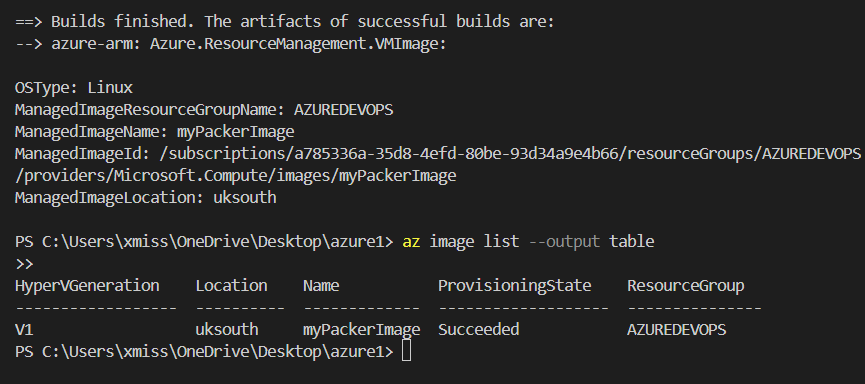 ==> Builds finished. The artifacts of successful builds are:
--> azure-arm: Azure.ResourceManagement.VMImage:
OSType: Linux
ManagedImageResourceGroupName: AZUREDEVOPS
ManagedImageName: myPackerImage
ManagedImageId: /subscriptions/a785336a-35d8-4efd-80be-93d34a9e4b66/resourceGroups/AZUREDEVOPS
/providers/Microsoft.Compute/images/myPackerImage
ManagedImageLocation: uksouth
PS C:\Users\xmiss\OneDrive\Desktop\azure1> az image list --output table
>>
HyperVGeneration    Location    Name           ProvisioningState    ResourceGroup
------------------  ----------  -------------  -------------------  ---------------
V1                  uksouth     myPackerImage  Succeeded            AZUREDEVOPS
PS C:\Users\xmiss\OneDrive\Desktop\azure1>